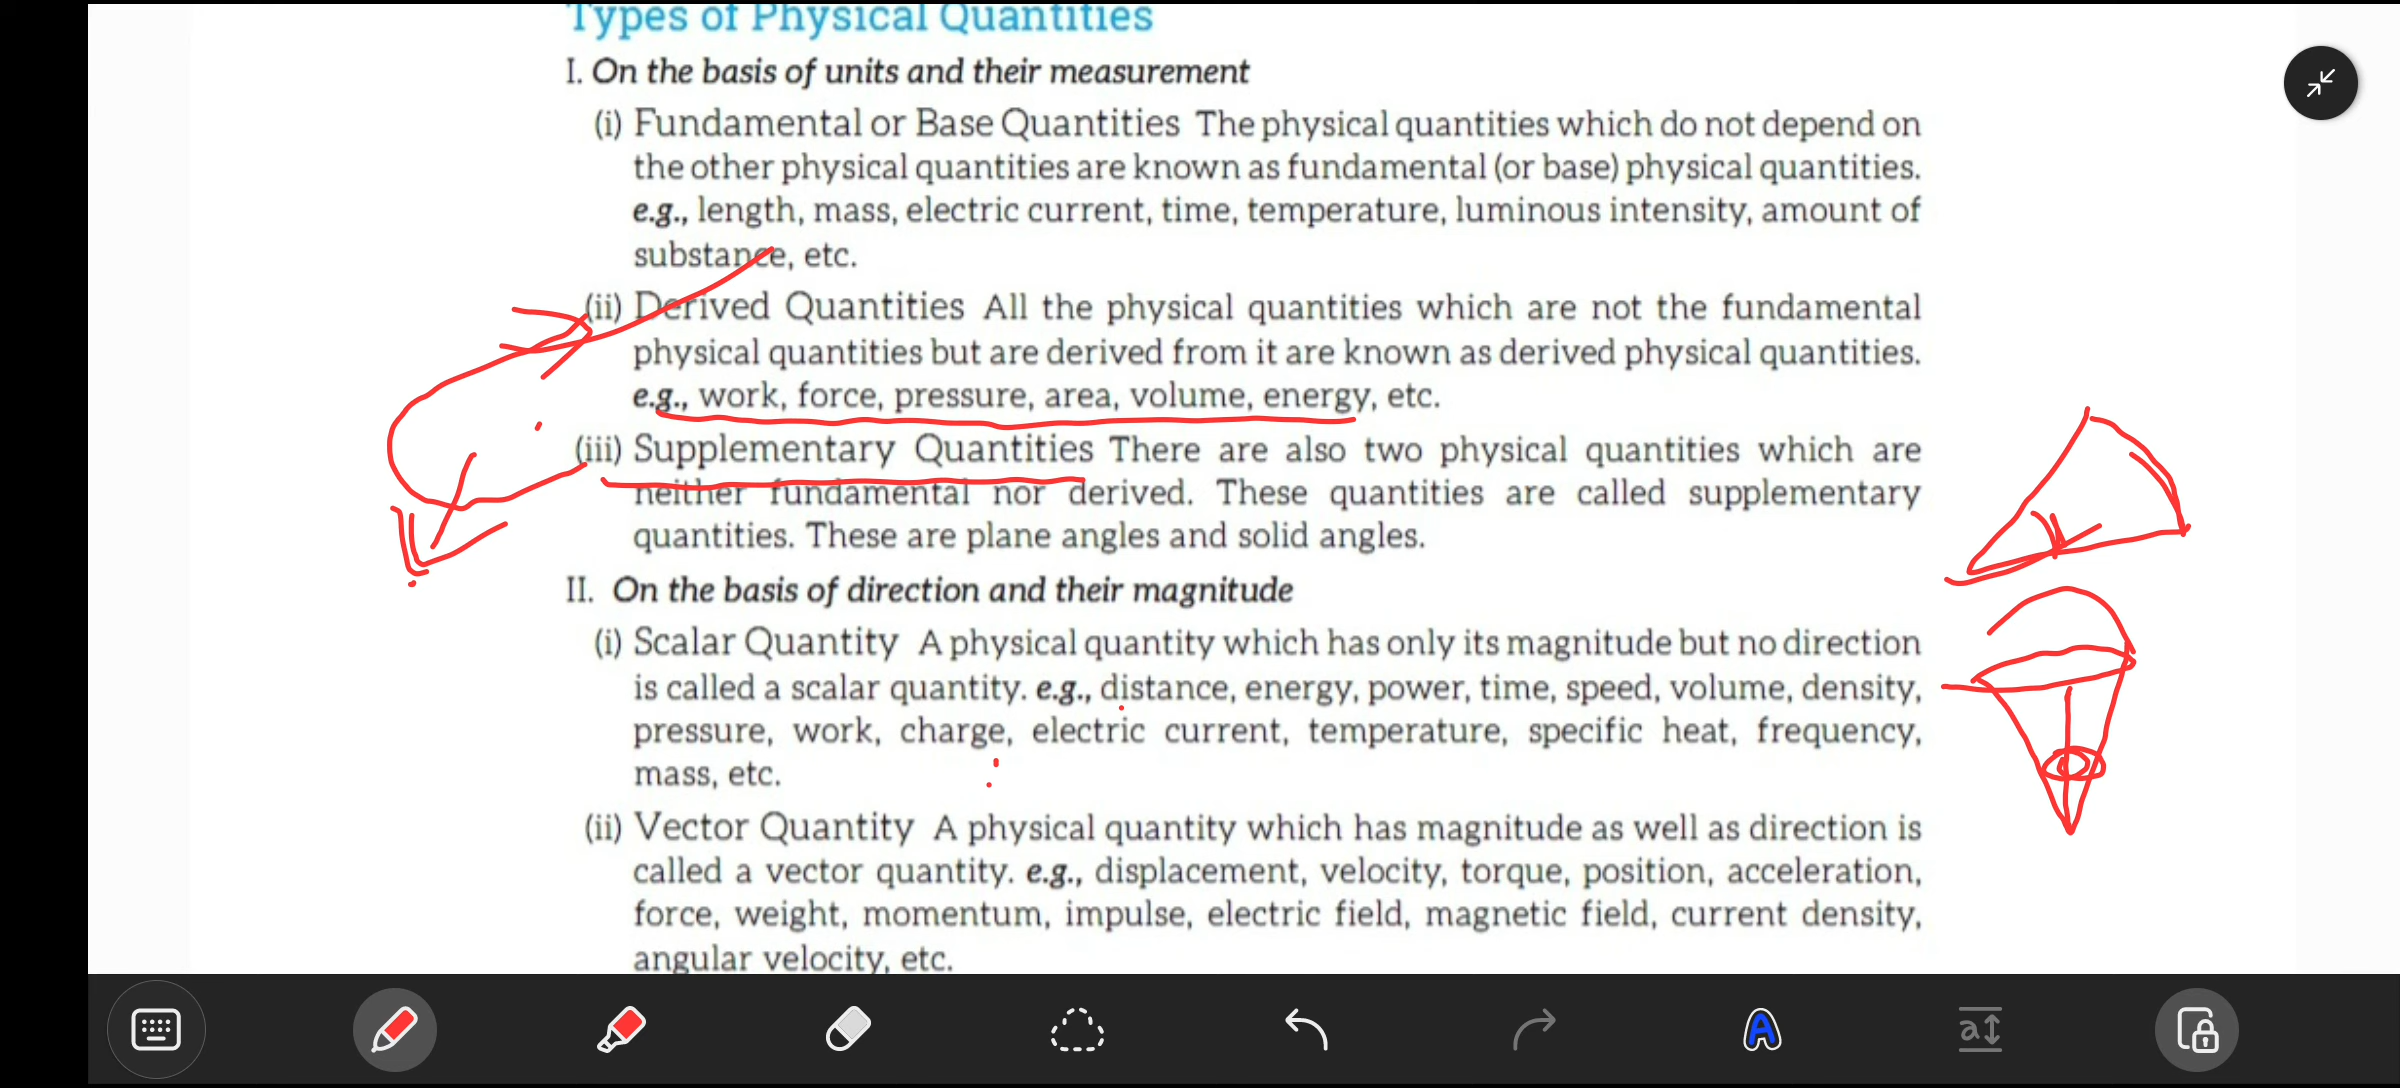 Types of Physical Quantities
I. On the basis of units and their measurement
(i) Fundamental or Base Quantities The physical quantities which do not depend on
the other physical quantities are known as fundamental (or base) physical quantities.
e.g., length, mass, electric current, time, temperature, luminous intensity, amount of
substance, etc.
(ii) Derived Quantities All the physical quantities which are not the fundamental
physical quantities but are derived from it are known as derived physical quantities.
e.g., work, force, pressure, area, volume, energy, etc.
(iii) Supplementary Quantities There are also two physical quantities which are
neither fundamental nor derived. These quantities are called supplementary
quantities. These are plane angles and solid angles.
II. On the basis of direction and their magnitude
(i) Scalar Quantity A physical quantity which has only its magnitude but no direction
is called a scalar quantity. e.g., distance, energy, power, time, speed, volume, density,
pressure, work, charge, electric current, temperature, specific heat, frequency,
mass, etc.
(ii) Vector Quantity A physical quantity which has magnitude as well as direction is
called a vector quantity. e.g., displacement, velocity, torque, position, acceleration,
force, weight, momentum, impulse, electric field, magnetic field, current density,
angular velocity, etc.
A
a